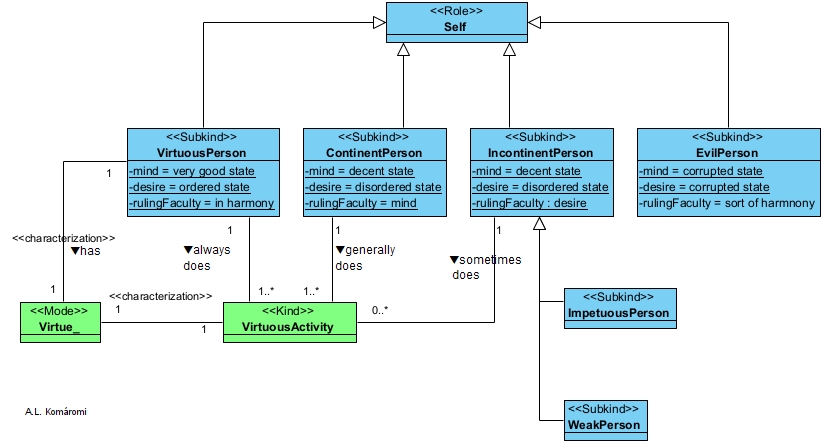 <<Role>>
Self
<<Subkind>>
VirtuousPerson
-mind = very good state
-desire = ordered state
-rulingFaculty = in harmony
<<Subkind>>
ContinentPerson
-mind = decent state
-desire = disordered state
-rulingFaculty = mind
<<Subkind>>
IncontinentPerson
-mind = decent state
-desire = disordered state
-rulingFaculty : desire
<<Subkind>>
EvilPerson
-mind = corrupted state
-desire = corrupted state
-rulingFaculty = sort of harmnony
1
1
1
1
<<characterization>>
▼has
▼always
does
▼generally
does
▼sometimes
does
1
<<characterization>>
1..*
1..*
0..*
<<Mode>>
Virtue_
1
1
<<Kind>>
VirtuousActivity
<<Subkind>>
ImpetuousPerson
<<Subkind>>
WeakPerson
A.L. Komáromi